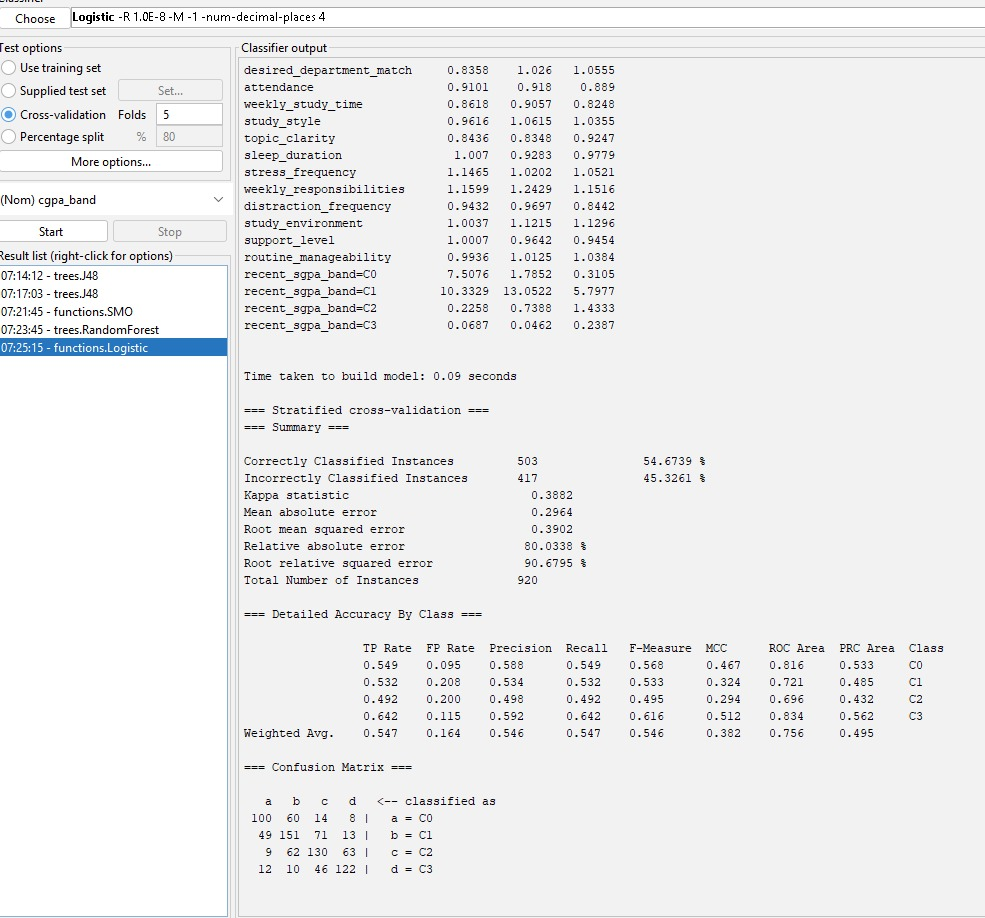 Choose Logistic -R 1.0E-8 -M -1 -num-decimal-places 4
Test options
Use training set
Supplied test set Set...
Cross-validation Folds 5
Percentage split % 80
More options...
(Nom) cgpa_band
Start Stop
Result list (right-click for options)
07:14:12 - trees.J48
07:17:03 - trees.J48
07:21:45 - functions.SMO
07:23:45 - trees.RandomForest
07:25:15 - functions.Logistic
Classifier output
desired_department_match 0.8358 1.026 1.0555
attendance 0.9101 0.918 0.889
weekly_study_time 0.8618 0.9057 0.8248
study_style 0.9616 1.0615 1.0355
topic_clarity 0.8436 0.8348 0.9247
sleep_duration 1.007 0.9283 0.9779
stress_frequency 1.1465 1.0202 1.0521
weekly_responsibilities 1.1599 1.2429 1.1516
distraction_frequency 0.9432 0.9697 0.8442
study_environment 1.0037 1.1215 1.1296
support_level 1.0007 0.9642 0.9454
routine_manageability 0.9936 1.0125 1.0384
recent_sgpa_band=C0 7.5076 1.7852 0.3105
recent_sgpa_band=C1 10.3329 13.0522 5.7977
recent_sgpa_band=C2 0.2258 0.7388 1.4333
recent_sgpa_band=C3 0.0687 0.0462 0.2387
Time taken to build model: 0.09 seconds
=== Stratified cross-validation ===
=== Summary ===
Correctly Classified Instances 503 54.6739 %
Incorrectly Classified Instances 417 45.3261 %
Kappa statistic 0.3882
Mean absolute error 0.2964
Root mean squared error 0.3902
Relative absolute error 80.0338 %
Root relative squared error 90.6795 %
Total Number of Instances 920
=== Detailed Accuracy By Class ===
TP Rate FP Rate Precision Recall F-Measure MCC ROC Area PRC Area Class
0.549 0.095 0.588 0.549 0.568 0.467 0.816 0.533 C0
0.532 0.208 0.534 0.532 0.533 0.324 0.721 0.485 C1
0.492 0.200 0.498 0.492 0.495 0.294 0.696 0.432 C2
0.642 0.115 0.592 0.642 0.616 0.512 0.834 0.562 C3
Weighted Avg. 0.547 0.164 0.546 0.547 0.546 0.382 0.756 0.495
=== Confusion Matrix ===
a b c d <-- classified as
100 60 14 8 | a = C0
49 151 71 13 | b = C1
9 62 130 63 | c = C2
12 10 46 122 | d = C3